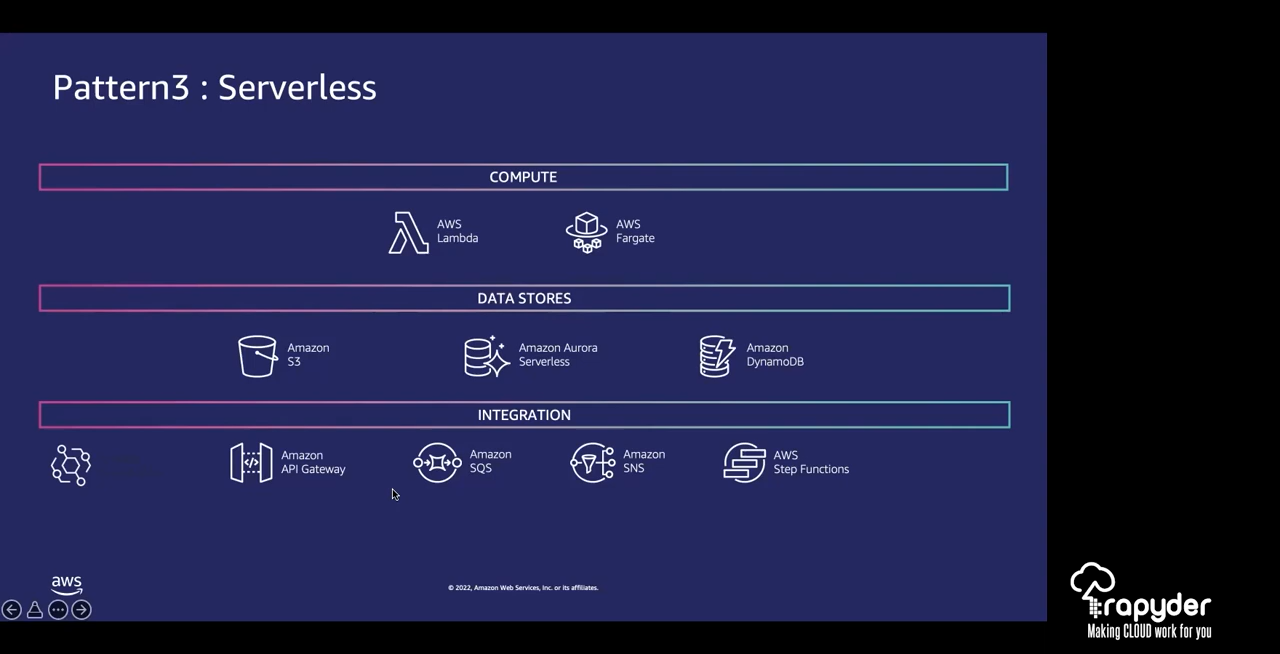 Pattern3 : Serverless
COMPUTE
AWS
Lambda
AWS
Fargate
DATA STORES
Amazon
S3
Amazon Aurora
Serverless
Amazon
DynamoDB
INTEGRATION
Amazon
API Gateway
Amazon
SQS
Amazon
SNS
AWS
Step Functions
aws
© 2022, Amazon Web Services, Inc. or its affiliates.
rapyder
Making CLOUD work for you